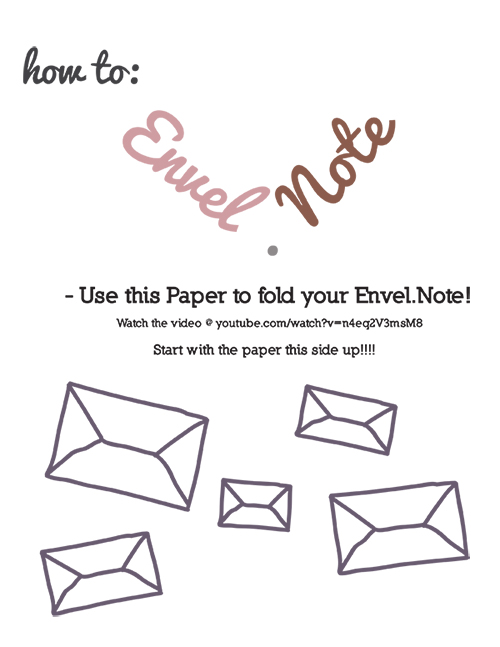 how to:
Envel Note
- Use this Paper to fold your Envel.Note!
Watch the video @ youtube.com/watch?v=n4eq2V3msM8
Start with the paper this side up!!!!